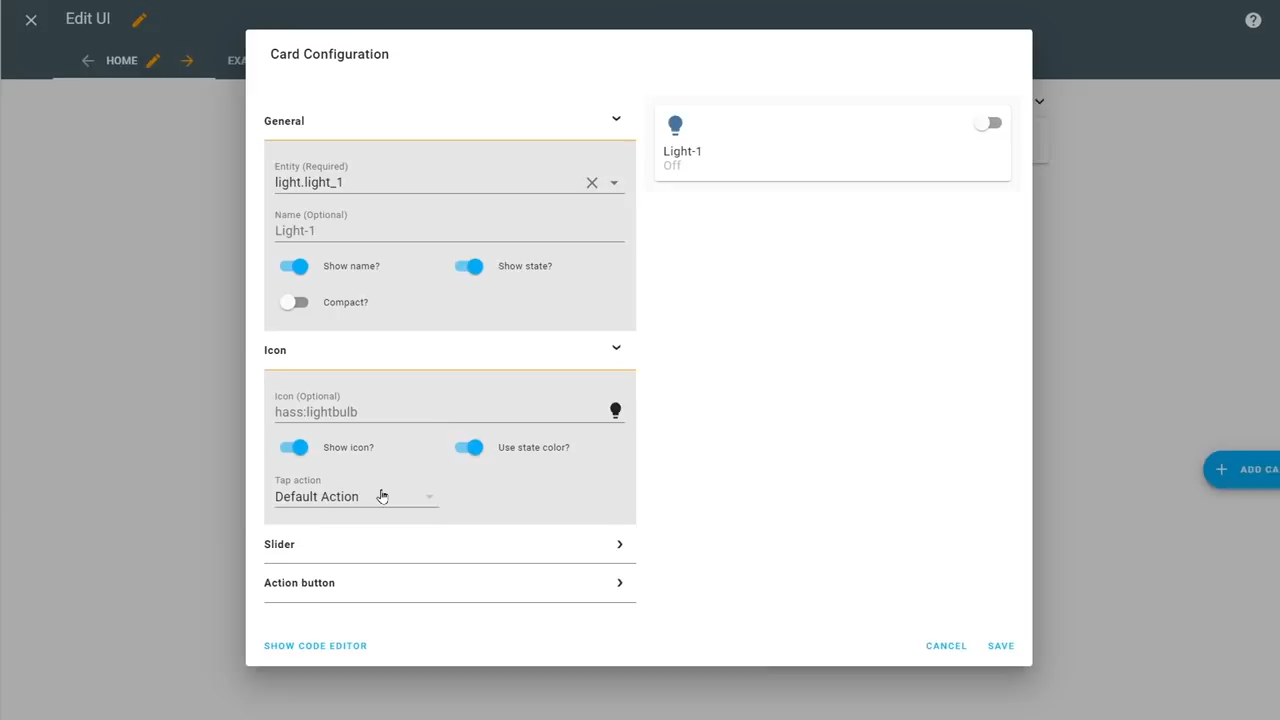 Edit UI
HOME
EXA
Card Configuration
General
Entity (Required)
light.light_1
Name (Optional)
Light-1
Show name?
Show state?
Compact?
Icon
Icon (Optional)
hass:lightbulb
Show icon?
Use state color?
Tap action
Default Action
Slider
Action button
SHOW CODE EDITOR
CANCEL
SAVE
Light-1
Off
ADD CA